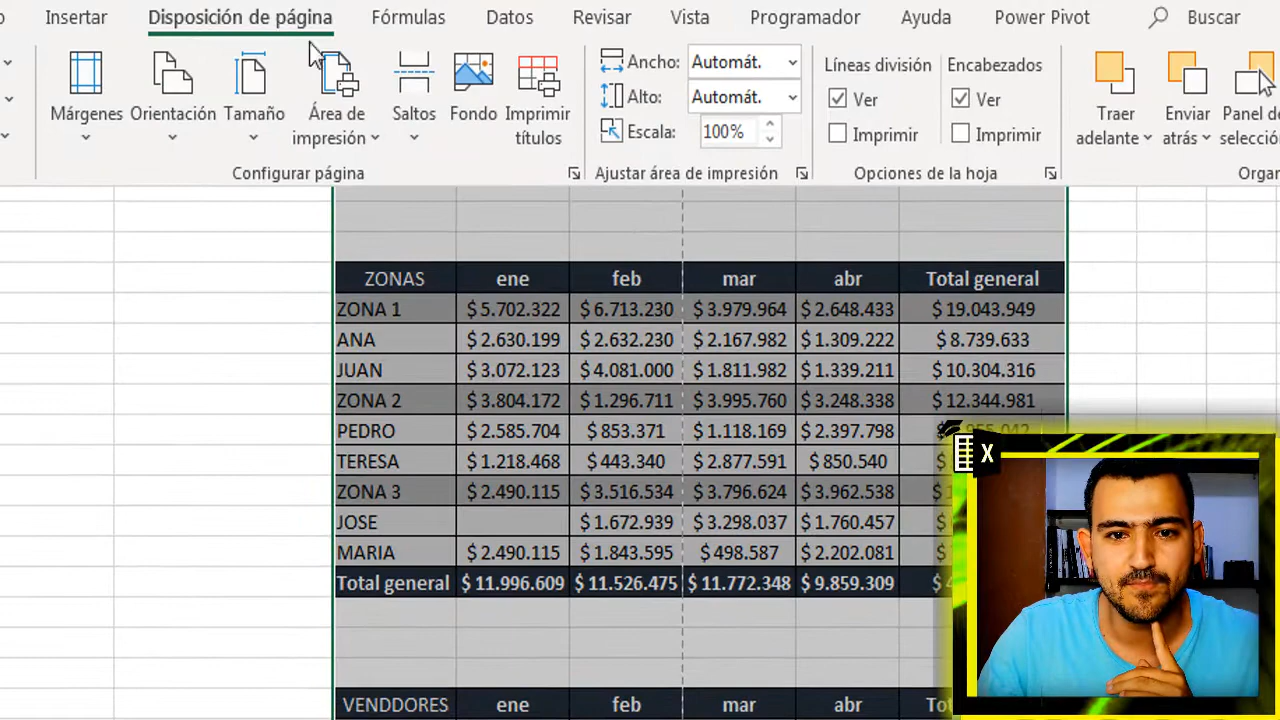 Insertar Disposición de página Fórmulas Datos Revisar Vista Programador Ayuda Power Pivot Buscar
Márgenes Orientación Tamaño Área de impresión Saltos Fondo Imprimir títulos
Ancho: Automát.
Alto: Automát.
Escala: 100%
Líneas división
Ver
Imprimir
Encabezados
Ver
Imprimir
Traer adelante
Enviar atrás
Panel de selección
Configurar página Ajustar área de impresión Opciones de la hoja
ZONAS ene feb mar abr Total general
ZONA 1 $ 5.702.322 $ 6.713.230 $ 3.979.964 $ 2.648.433 $ 19.043.949
ANA $ 2.630.199 $ 2.632.230 $ 2.167.982 $ 1.309.222 $ 8.739.633
JUAN $ 3.072.123 $ 4.081.000 $ 1.811.982 $ 1.339.211 $ 10.304.316
ZONA 2 $ 3.804.172 $ 1.296.711 $ 3.995.760 $ 3.248.338 $ 12.344.981
PEDRO $ 2.585.704 $ 853.371 $ 1.118.169 $ 2.397.798
TERESA $ 1.218.468 $ 443.340 $ 2.877.591 $ 850.540
ZONA 3 $ 2.490.115 $ 3.516.534 $ 3.796.624 $ 3.962.538
JOSE $ 1.672.939 $ 3.298.037 $ 1.760.457
MARIA $ 2.490.115 $ 1.843.595 $ 498.587 $ 2.202.081
Total general $ 11.996.609 $ 11.526.475 $ 11.772.348 $ 9.859.309
X
VENDDORES ene feb mar abr